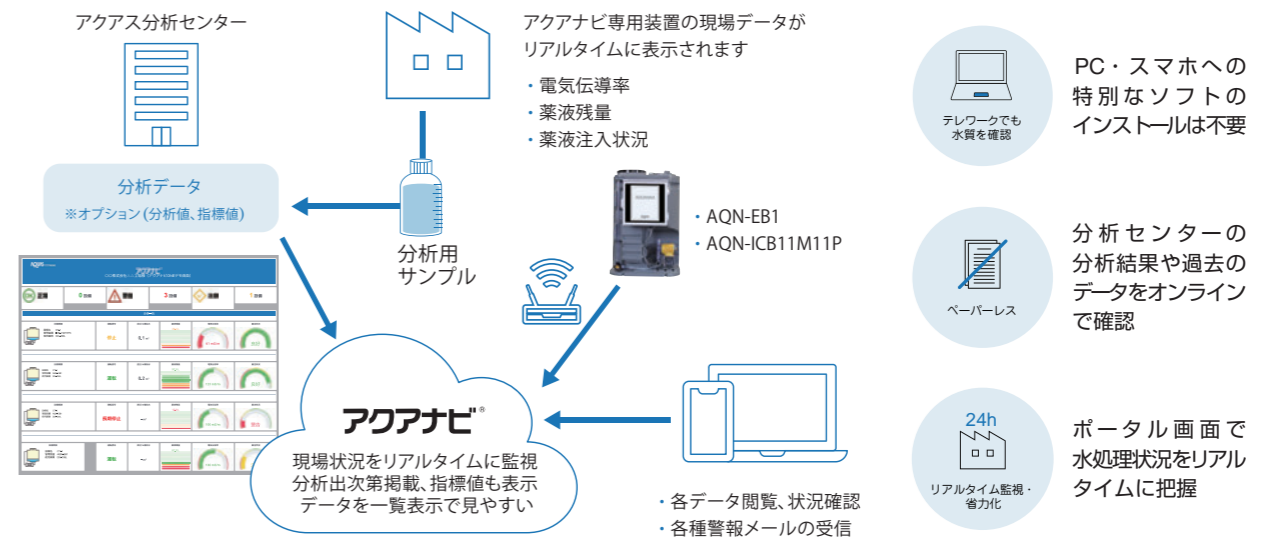 アクアス分析センター
分析データ
※オプション(分析値、指標値)
分析用
サンプル
アクアナビ専用装置の現場データが
リアルタイムに表示されます
・電気伝導率
・薬液残量
・薬液注入状況
・AQN-EB1
・AQN-ICB11M11P
アクアナビ®
現場状況をリアルタイムに監視
分析出次第掲載、指標値も表示
データを一覧表示で見やすい
・各データ閲覧、状況確認
・各種警報メールの受信
テレワークでも
水質を確認
PC・スマホへの
特別なソフトの
インストールは不要
ペーパーレス
分析センターの
分析結果や過去の
データをオンライン
で確認
24h
リアルタイム監視・
省力化
ポータル画面で
水処理状況をリアル
タイムに把握